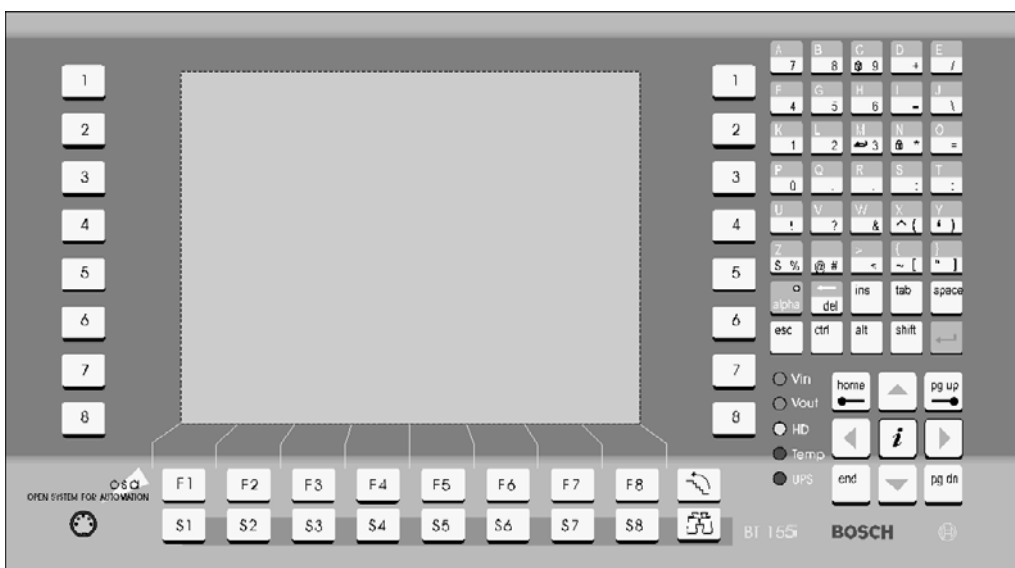 A B C D E
7 8 9 + /
F G H I J
4 5 6 - \
K L M N O
1 2 3 * =
P Q R S T
0 . . : :
U V W X Y
! ? & ^ ( ' )
Z > { }
$ % @ # < ~ [ " ]
alpha del ins tab space
esc ctrl alt shift
1 1
2 2
3 3
4 4
5 5
6 6
7 7
8 8
Vin home pg up
Vout
HD i
Temp
UPS end pg dn
osa
OPEN SYSTEM FOR AUTOMATION
F1 F2 F3 F4 F5 F6 F7 F8
S1 S2 S3 S4 S5 S6 S7 S8
BT 155i BOSCH